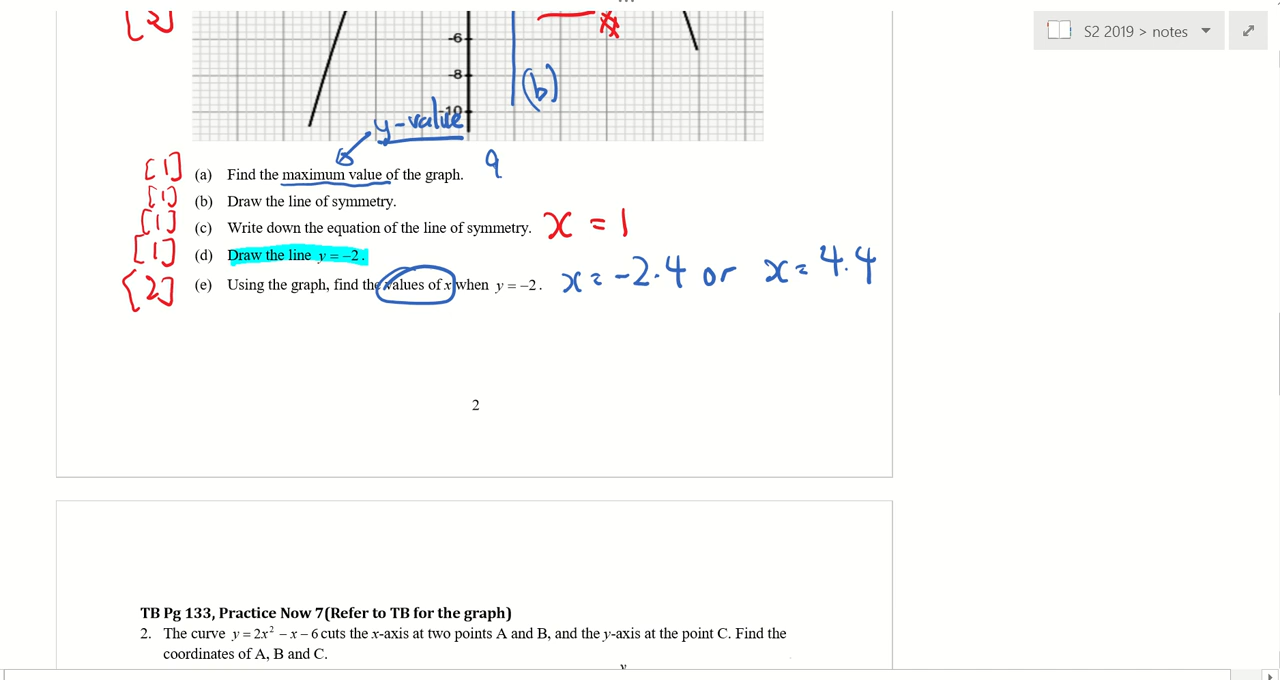 S2 2019 > notes
[2]
-6
-8
(b)
-10
y-value
9
[1] (a) Find the maximum value of the graph.
[1] (b) Draw the line of symmetry.
[1] (c) Write down the equation of the line of symmetry. x = 1
[1] (d) Draw the line y = −2.
[2] (e) Using the graph, find the values of x when y = −2. x = -2.4 or x = 4.4
2
TB Pg 133, Practice Now 7(Refer to TB for the graph)
2. The curve y = 2x² − x − 6 cuts the x-axis at two points A and B, and the y-axis at the point C. Find the
coordinates of A, B and C.
y